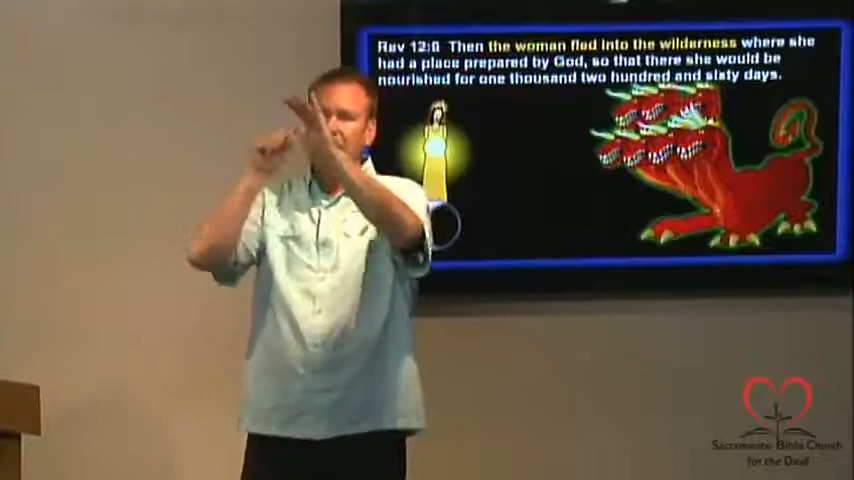 Rev 12:6 Then the woman fled into the wilderness where she
had a place prepared by God, so that there she would be
nourished for one thousand two hundred and sixty days.
Sacramento Bible Church
for the Deaf